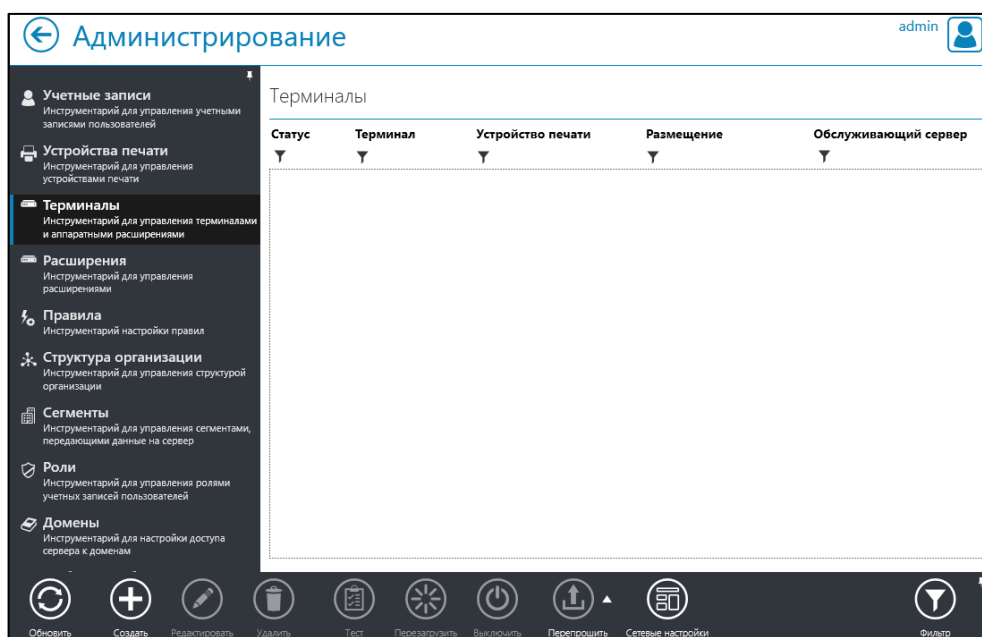 Администрирование
admin
Учетные записи
Инструментарий для управления учетными
записями пользователей
Устройства печати
Инструментарий для управления
устройствами печати
Терминалы
Инструментарий для управления терминалами
и аппаратными расширениями
Расширения
Инструментарий для управления
расширениями
Правила
Инструментарий настройки правил
Структура организации
Инструментарий для управления структурой
организации
Сегменты
Инструментарий для управления сегментами,
передающими данные на сервер
Роли
Инструментарий для управления ролями
учетных записей пользователей
Домены
Инструментарий для настройки доступа
сервера к доменам
Терминалы
Статус Терминал Устройство печати Размещение Обслуживающий сервер
Обновить Создать Редактировать Удалить Тест Перезагрузить Выключить Перепрошить Сетевые настройки Фильтр